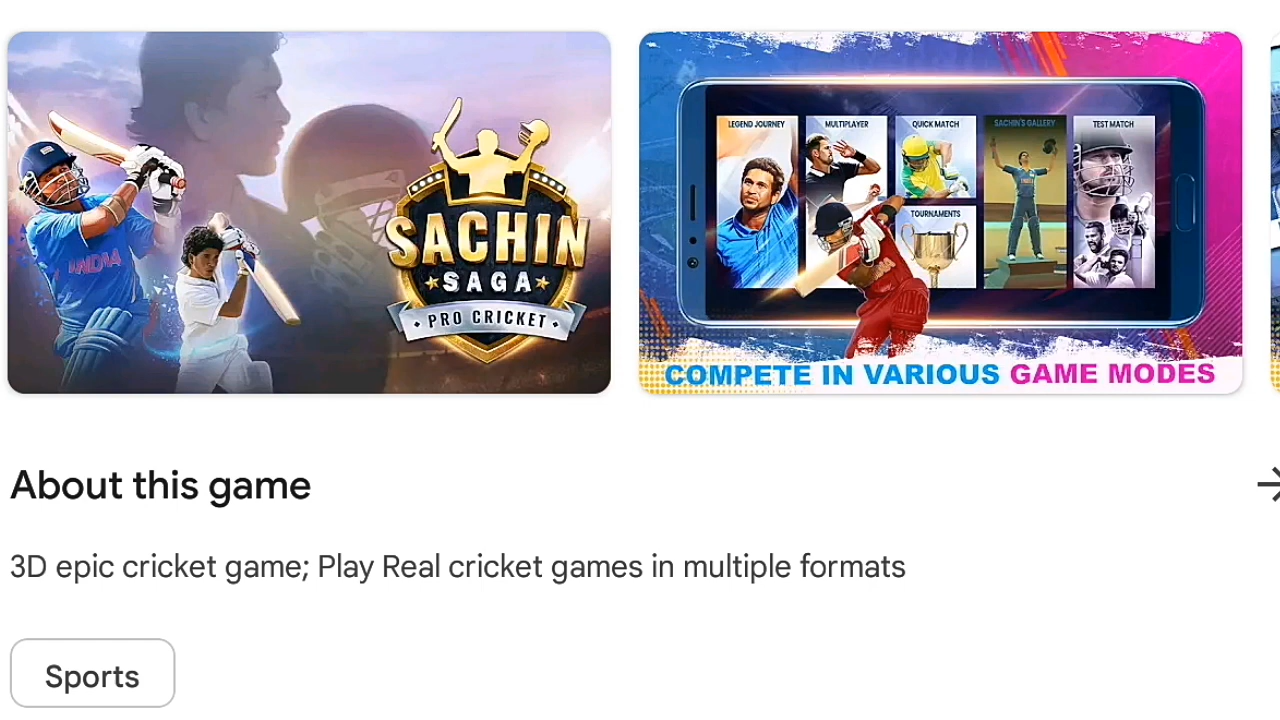 INDIA
SACHIN
SAGA
PRO CRICKET
LEGEND JOURNEY
MULTIPLAYER
QUICK MATCH
SACHIN'S GALLERY
TEST MATCH
TOURNAMENTS
COMPETE IN VARIOUS GAME MODES
About this game
3D epic cricket game; Play Real cricket games in multiple formats
Sports